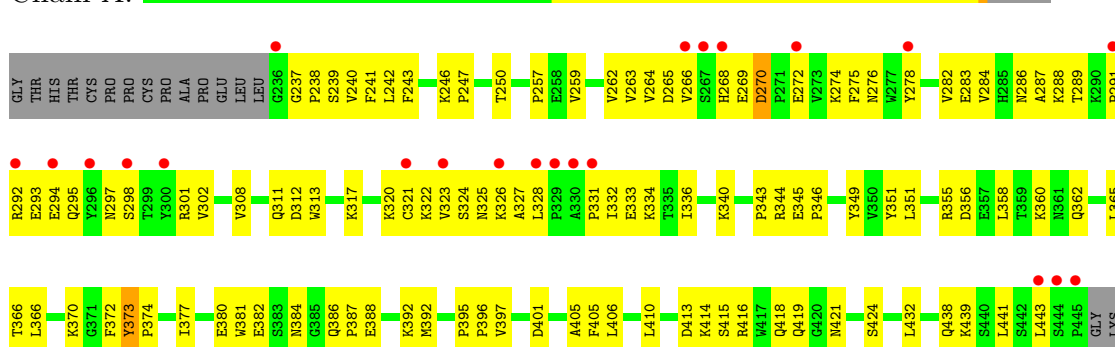 Chain A:
GLY THR HIS THR CYS PRO PRO CYS PRO ALA PRO GLU LEU LEU G236 G237 P238 S239 V240 F241 L242 F243 K246 P247 T250 P257 E258 V259 V262 V263 V264 D265 V266 S267 H268 E269 D270 P271 E272 V273 K274 F275 N276 W277 Y278 V282 E283 V284 H285 N286 A287 K288 T289 K290 P291
R292 E293 E294 Q295 Y296 N297 S298 T299 Y300 R301 V302 V308 Q311 D312 W313 K317 K320 C321 K322 V323 S324 N325 K326 A327 L328 P329 A330 P331 I332 E333 K334 T335 I336 K340 P343 R344 E345 P346 Y349 V350 Y351 L351 R355 D356 E357 L358 T359 K360 N361 Q362 L365
T366 L366 K370 G371 F372 Y373 P374 I377 E380 W381 E382 S383 N384 G385 Q386 P387 E388 K392 M392 P395 P396 V397 D401 A405 F405 L406 L410 D413 K414 S415 R416 W417 Q418 Q419 G420 N421 S424 L432 Q438 K439 S440 L441 S442 L443 S444 P445 GLY LYS